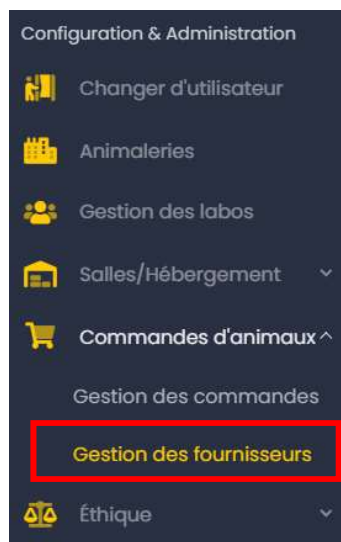 Configuration & Administration
Changer d'utilisateur
Animaleries
Gestion des labos
Salles/Hébergement
Commandes d'animaux
Gestion des commandes
Gestion des fournisseurs
Éthique